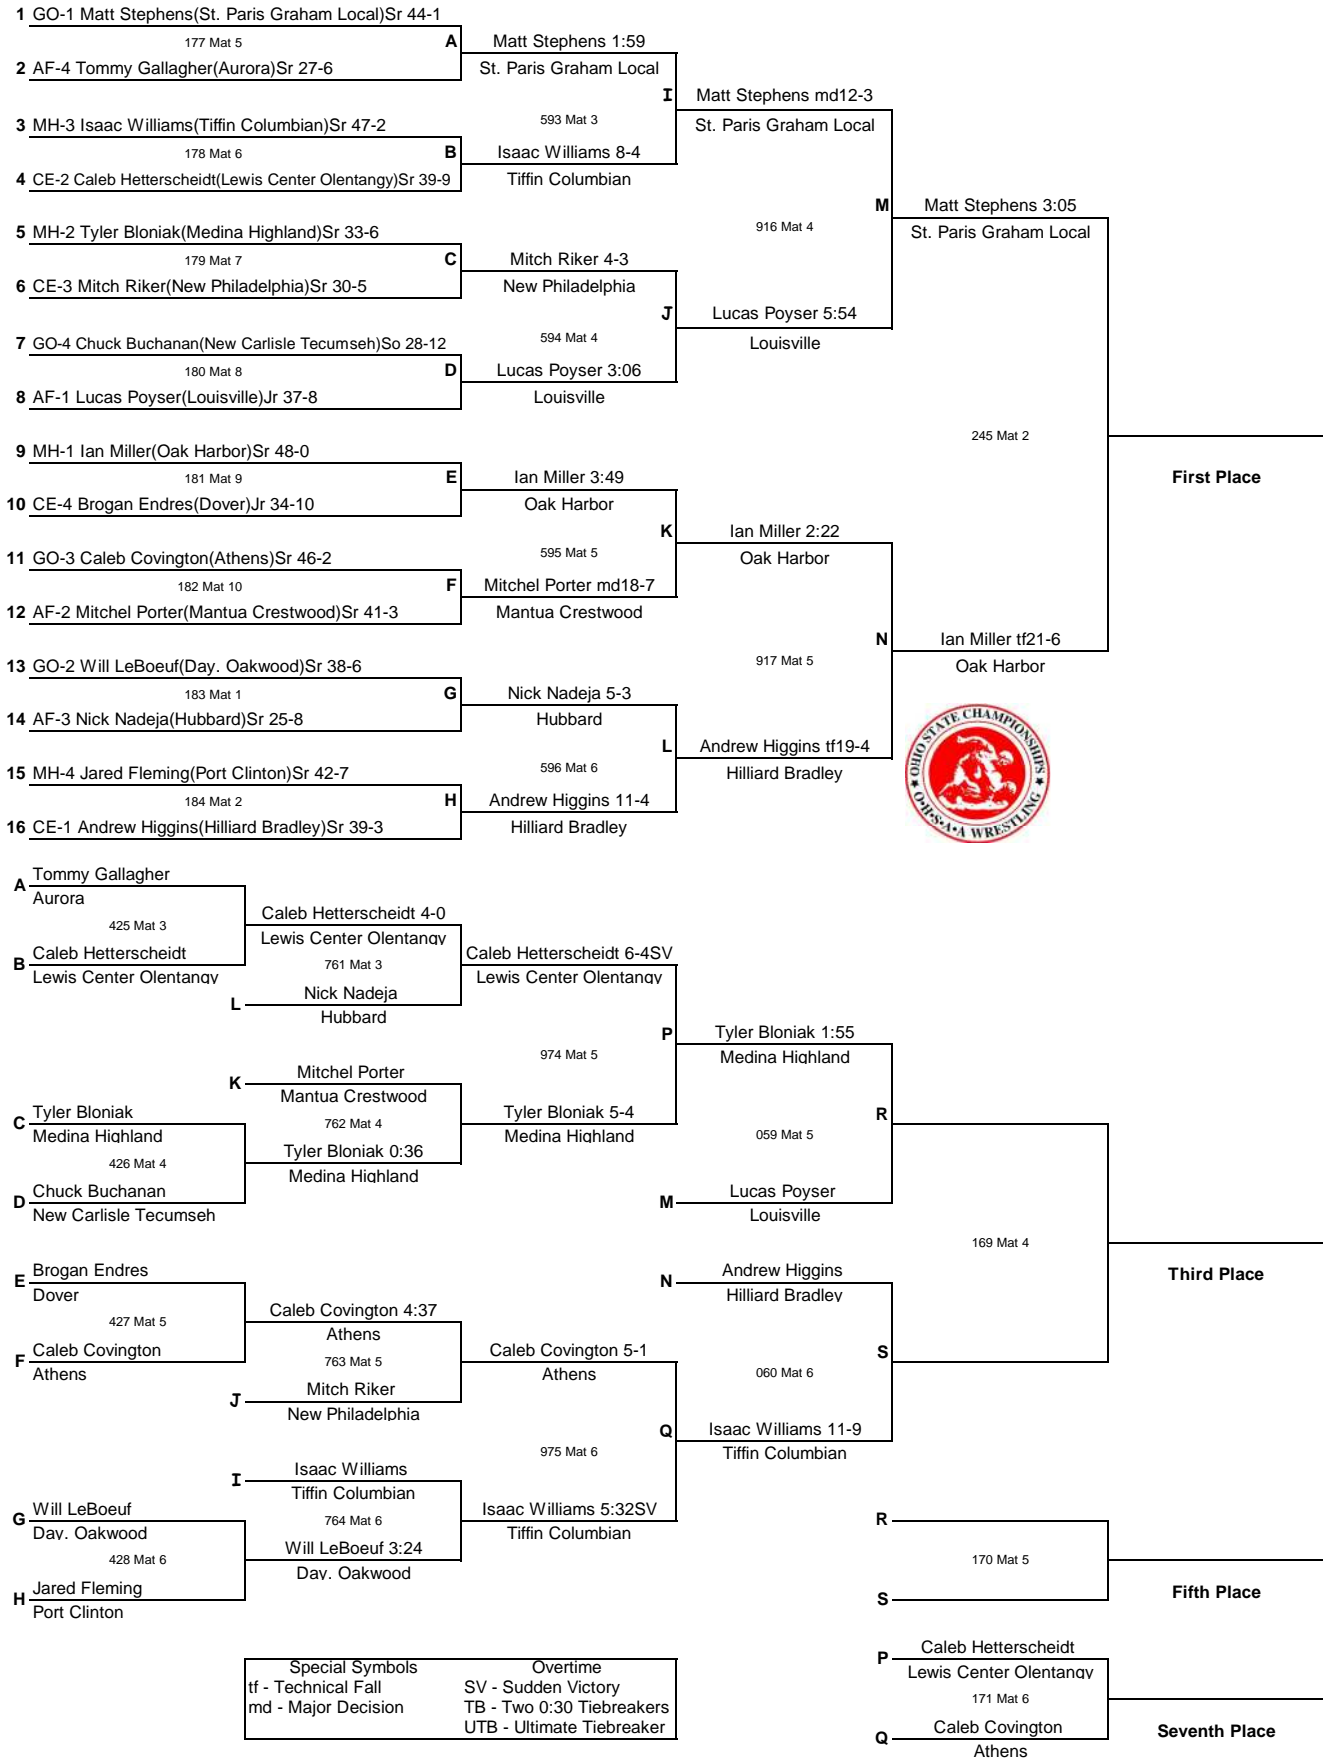 1 GO-1 Matt Stephens(St. Paris Graham Local)Sr 44-1
177 Mat 5
A
2 AF-4 Tommy Gallagher(Aurora)Sr 27-6
Matt Stephens 1:59
St. Paris Graham Local
I
593 Mat 3
Matt Stephens md12-3
St. Paris Graham Local
3 MH-3 Isaac Williams(Tiffin Columbian)Sr 47-2
178 Mat 6
B
4 CE-2 Caleb Hetterscheidt(Lewis Center Olentangy)Sr 39-9
Isaac Williams 8-4
Tiffin Columbian
M
916 Mat 4
Matt Stephens 3:05
St. Paris Graham Local
5 MH-2 Tyler Bloniak(Medina Highland)Sr 33-6
179 Mat 7
C
6 CE-3 Mitch Riker(New Philadelphia)Sr 30-5
Mitch Riker 4-3
New Philadelphia
J
594 Mat 4
Lucas Poyser 5:54
Louisville
7 GO-4 Chuck Buchanan(New Carlisle Tecumseh)So 28-12
180 Mat 8
D
8 AF-1 Lucas Poyser(Louisville)Jr 37-8
Lucas Poyser 3:06
Louisville
245 Mat 2
First Place
9 MH-1 Ian Miller(Oak Harbor)Sr 48-0
181 Mat 9
E
10 CE-4 Brogan Endres(Dover)Jr 34-10
Ian Miller 3:49
Oak Harbor
K
595 Mat 5
Ian Miller 2:22
Oak Harbor
11 GO-3 Caleb Covington(Athens)Sr 46-2
182 Mat 10
F
12 AF-2 Mitchel Porter(Mantua Crestwood)Sr 41-3
Mitchel Porter md18-7
Mantua Crestwood
N
917 Mat 5
Ian Miller tf21-6
Oak Harbor
13 GO-2 Will LeBoeuf(Day. Oakwood)Sr 38-6
183 Mat 1
G
14 AF-3 Nick Nadeja(Hubbard)Sr 25-8
Nick Nadeja 5-3
Hubbard
L
596 Mat 6
Andrew Higgins tf19-4
Hilliard Bradley
15 MH-4 Jared Fleming(Port Clinton)Sr 42-7
184 Mat 2
H
16 CE-1 Andrew Higgins(Hilliard Bradley)Sr 39-3
Andrew Higgins 11-4
Hilliard Bradley
OHIO STATE CHAMPIONSHIPS
O·H·S·A·A WRESTLING
A Tommy Gallagher
Aurora
425 Mat 3
B Caleb Hetterscheidt
Lewis Center Olentangy
Caleb Hetterscheidt 4-0
Lewis Center Olentangy
761 Mat 3
L Nick Nadeja
Hubbard
Caleb Hetterscheidt 6-4SV
Lewis Center Olentangy
P
974 Mat 5
K Mitchel Porter
Mantua Crestwood
762 Mat 4
C Tyler Bloniak
Medina Highland
426 Mat 4
D Chuck Buchanan
New Carlisle Tecumseh
Tyler Bloniak 0:36
Medina Highland
Tyler Bloniak 5-4
Medina Highland
Tyler Bloniak 1:55
Medina Highland
R
059 Mat 5
M Lucas Poyser
Louisville
169 Mat 4
Third Place
E Brogan Endres
Dover
427 Mat 5
F Caleb Covington
Athens
Caleb Covington 4:37
Athens
763 Mat 5
J Mitch Riker
New Philadelphia
Caleb Covington 5-1
Athens
N Andrew Higgins
Hilliard Bradley
S
060 Mat 6
Q
975 Mat 6
Isaac Williams 11-9
Tiffin Columbian
I Isaac Williams
Tiffin Columbian
764 Mat 6
G Will LeBoeuf
Day. Oakwood
428 Mat 6
H Jared Fleming
Port Clinton
Will LeBoeuf 3:24
Day. Oakwood
Isaac Williams 5:32SV
Tiffin Columbian
R
170 Mat 5
S
Fifth Place
P Caleb Hetterscheidt
Lewis Center Olentangy
171 Mat 6
Q Caleb Covington
Athens
Seventh Place
Special Symbols
tf - Technical Fall
md - Major Decision
Overtime
SV - Sudden Victory
TB - Two 0:30 Tiebreakers
UTB - Ultimate Tiebreaker